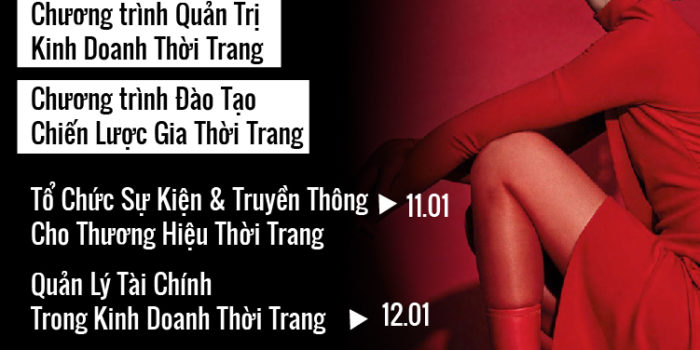 Chương trình Quản Trị
Kinh Doanh Thời Trang
Chương trình Đào Tạo
Chiến Lược Gia Thời Trang
Tổ Chức Sự Kiện & Truyền Thông ▶ 11.01
Cho Thương Hiệu Thời Trang
Quản Lý Tài Chính
Trong Kinh Doanh Thời Trang ▶ 12.01